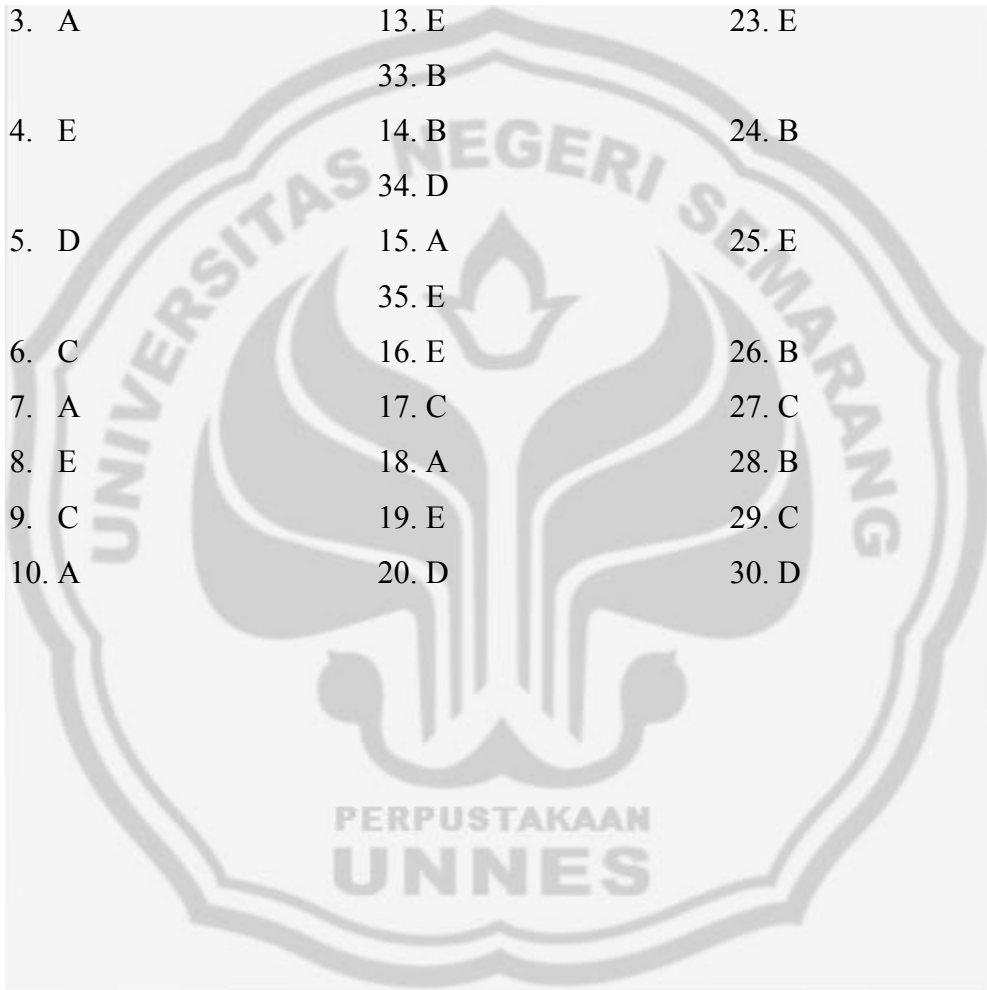 3. A 13. E 23. E
33. B
4. E 14. B 24. B
34. D
5. D 15. A 25. E
35. E
6. C 16. E 26. B
7. A 17. C 27. C
8. E 18. A 28. B
9. C 19. E 29. C
10. A 20. D 30. D
UNIVERSITAS NEGERI SEMARANG
PERPUSTAKAAN
UNNES